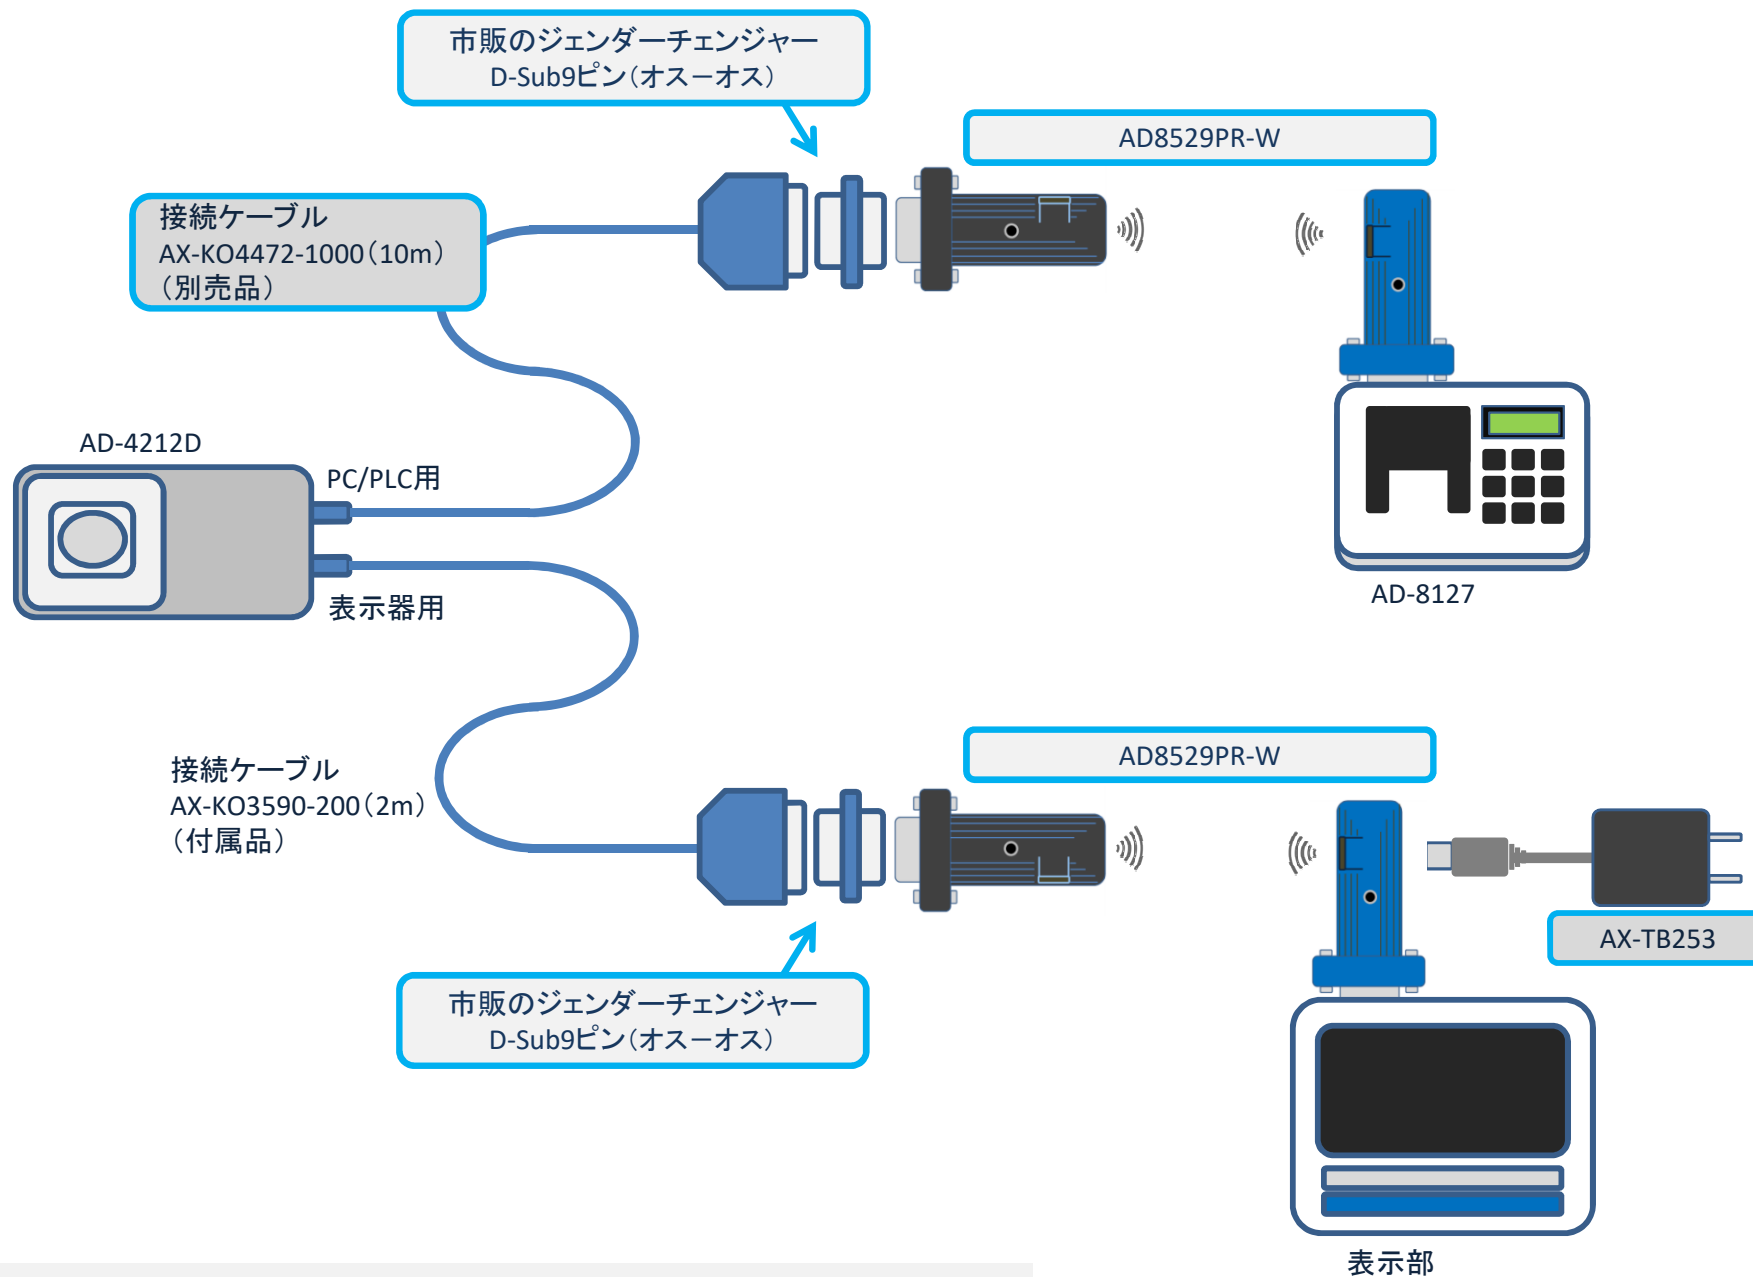 市販のジェンダーチェンジャー
D-Sub9ピン（オスーオス）
AD8529PR-W
接続ケーブル
AX-KO4472-1000（10m）
（別売品）
AD-4212D
PC/PLC用
表示器用
AD-8127
接続ケーブル
AX-KO3590-200（2m）
（付属品）
AD8529PR-W
AX-TB253
市販のジェンダーチェンジャー
D-Sub9ピン（オスーオス）
表示部